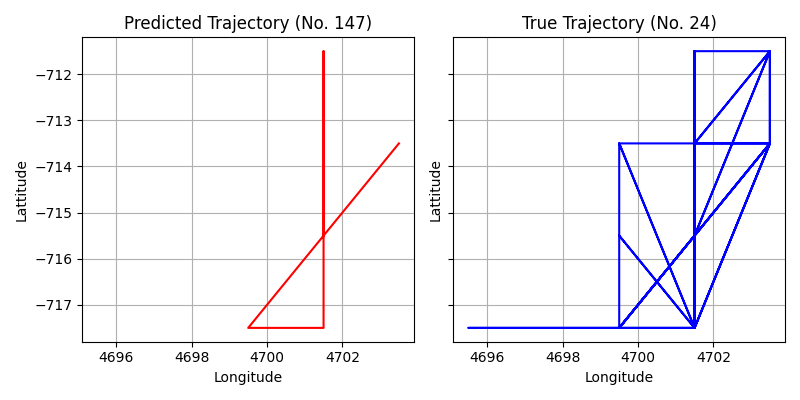 Predicted Trajectory (No. 147)
True Trajectory (No. 24)
−712
−713
−714
−715
−716
−717
Lattitude
Lattitude
4696
4698
4700
4702
4696
4698
4700
4702
Longitude
Longitude